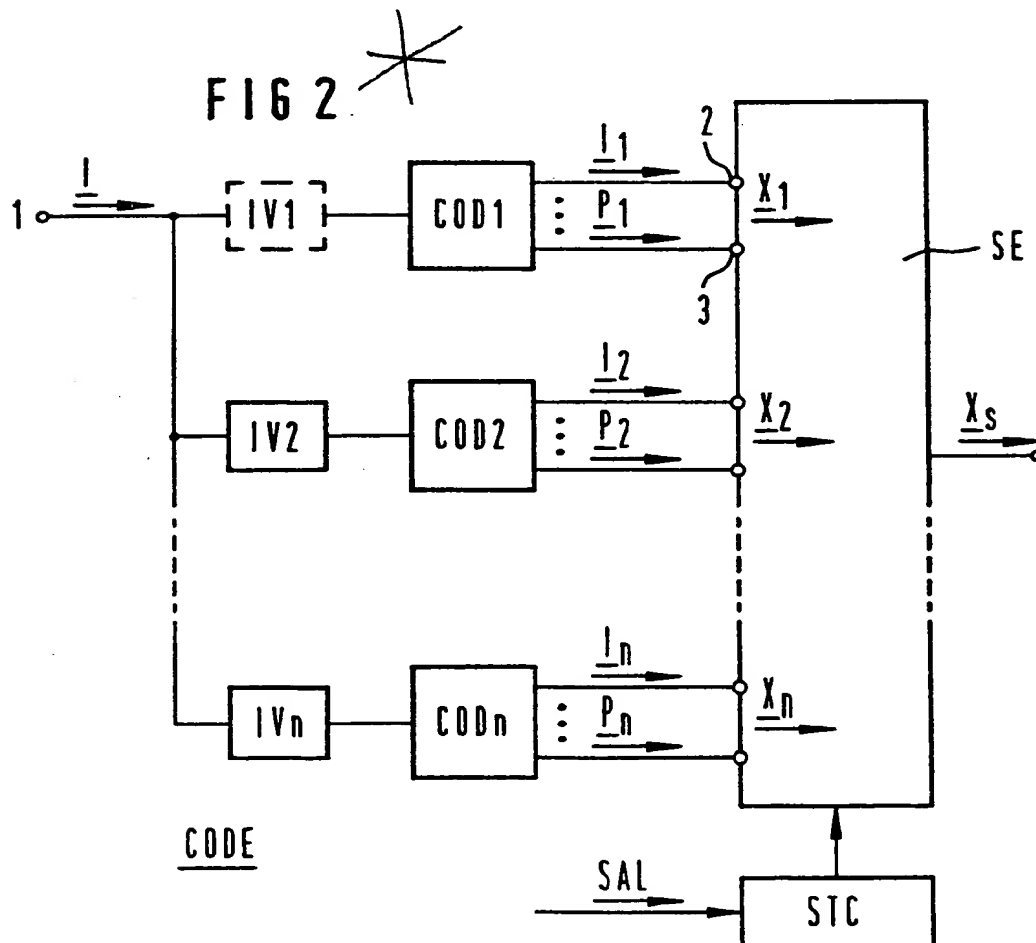 FIG 2
1 I IV1 COD1 I1 P1 2 3 X1 SE
IV2 COD2 I2 P2 X2 Xs
IVn CODn In Pn Xn
CODE
SAL STC